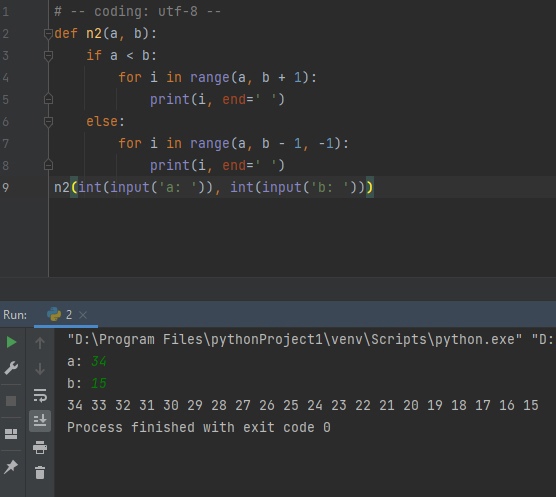 1 # -- coding: utf-8 --
2 def n2(a, b):
3     if a < b:
4         for i in range(a, b + 1):
5             print(i, end=' ')
6     else:
7         for i in range(a, b - 1, -1):
8             print(i, end=' ')
9 n2(int(input('a: ')), int(input('b: ')))
Run: 2 ×
"D:\Program Files\pythonProject1\venv\Scripts\python.exe" "D:
a: 34
b: 15
34 33 32 31 30 29 28 27 26 25 24 23 22 21 20 19 18 17 16 15
Process finished with exit code 0